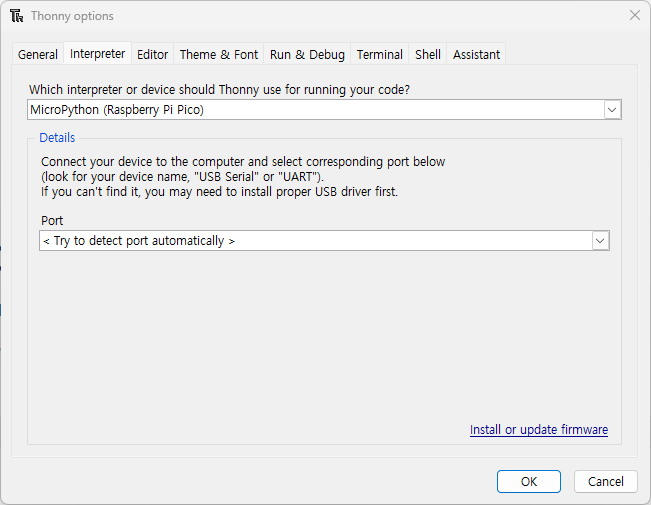 Thonny options
General Interpreter Editor Theme & Font Run & Debug Terminal Shell Assistant
Which interpreter or device should Thonny use for running your code?
MicroPython (Raspberry Pi Pico)
Details
Connect your device to the computer and select corresponding port below
(look for your device name, "USB Serial" or "UART").
If you can't find it, you may need to install proper USB driver first.
Port
< Try to detect port automatically >
Install or update firmware
OK Cancel